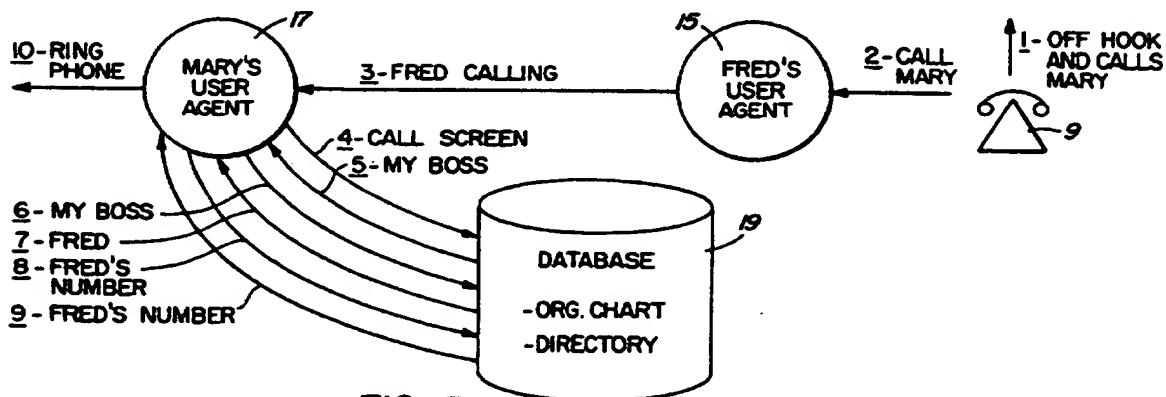 10-RING
PHONE
17
MARY'S
USER
AGENT
3-FRED CALLING
15
FRED'S
USER
AGENT
2-CALL
MARY
1-OFF HOOK
AND CALLS
MARY
9
4-CALL SCREEN
5-MY BOSS
6-MY BOSS
7-FRED
8-FRED'S
NUMBER
9-FRED'S NUMBER
19
DATABASE
-ORG. CHART
-DIRECTORY